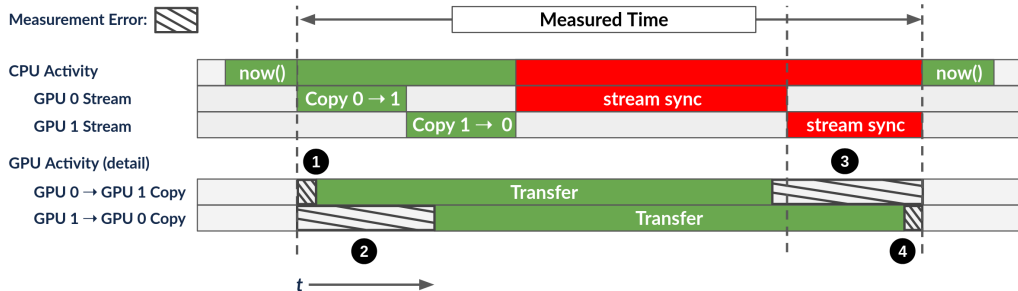 Measurement Error:
Measured Time
CPU Activity
now()
now()
GPU 0 Stream
Copy 0 → 1
stream sync
GPU 1 Stream
Copy 1 → 0
stream sync
GPU Activity (detail)
1
3
GPU 0 → GPU 1 Copy
Transfer
GPU 1 → GPU 0 Copy
Transfer
2
4
t